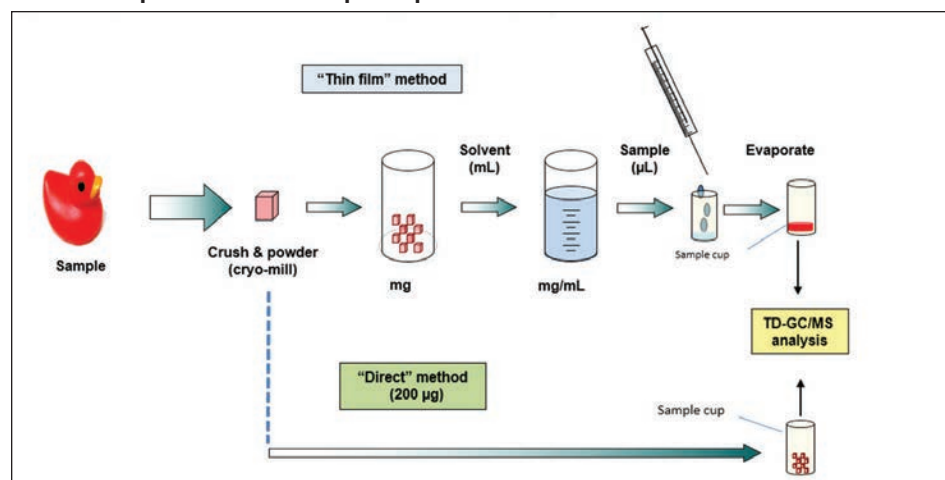 "Thin film" method
Solvent
(mL)
Sample
(µL)
Evaporate
Sample
Crush & powder
(cryo-mill)
mg
mg/mL
Sample cup
TD-GC/MS
analysis
"Direct" method
(200 µg)
Sample cup